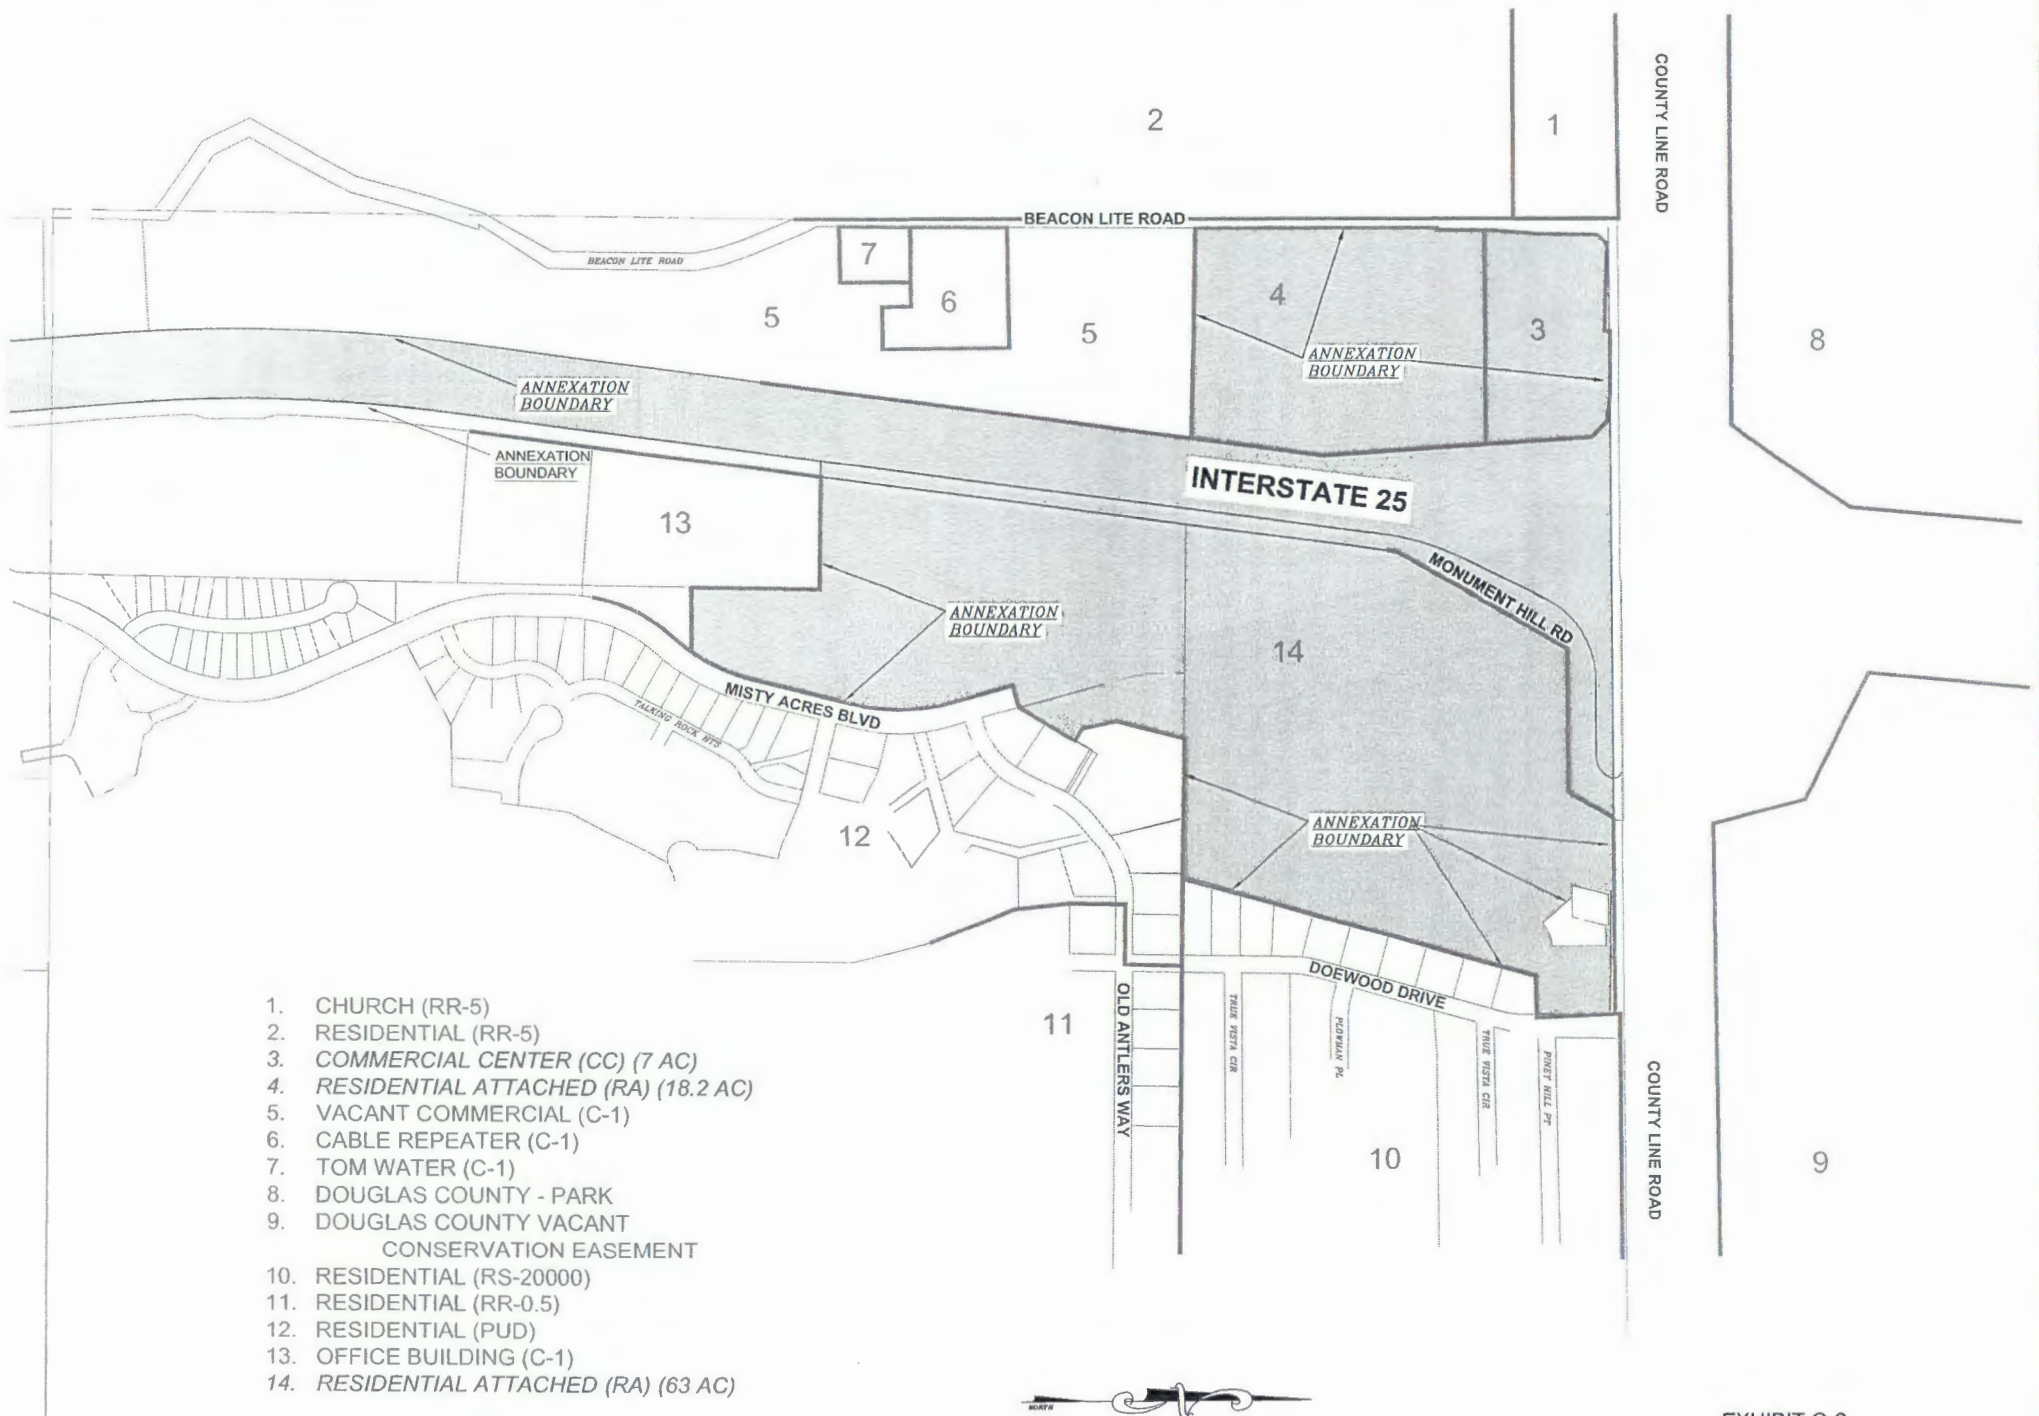 COUNTY LINE ROAD
2
1
BEACON LITE ROAD
BEACON LITE ROAD
7
6
5
5
4
3
8
ANNEXATION
BOUNDARY
ANNEXATION
BOUNDARY
ANNEXATION
BOUNDARY
INTERSTATE 25
13
MONUMENT HILL RD
ANNEXATION
BOUNDARY
14
MISTY ACRES BLVD
TALKING ROCK HTS
12
ANNEXATION
BOUNDARY
DOEWOOD DRIVE
11
OLD ANTLERS WAY
TRUE VISTA CIR
PLOWMAN PL
TRUE VISTA CIR
PINEY HILL PT
10
COUNTY LINE ROAD
9
1. CHURCH (RR-5)
2. RESIDENTIAL (RR-5)
3. COMMERCIAL CENTER (CC) (7 AC)
4. RESIDENTIAL ATTACHED (RA) (18.2 AC)
5. VACANT COMMERCIAL (C-1)
6. CABLE REPEATER (C-1)
7. TOM WATER (C-1)
8. DOUGLAS COUNTY - PARK
9. DOUGLAS COUNTY VACANT
CONSERVATION EASEMENT
10. RESIDENTIAL (RS-20000)
11. RESIDENTIAL (RR-0.5)
12. RESIDENTIAL (PUD)
13. OFFICE BUILDING (C-1)
14. RESIDENTIAL ATTACHED (RA) (63 AC)
NORTH
EXHIBIT